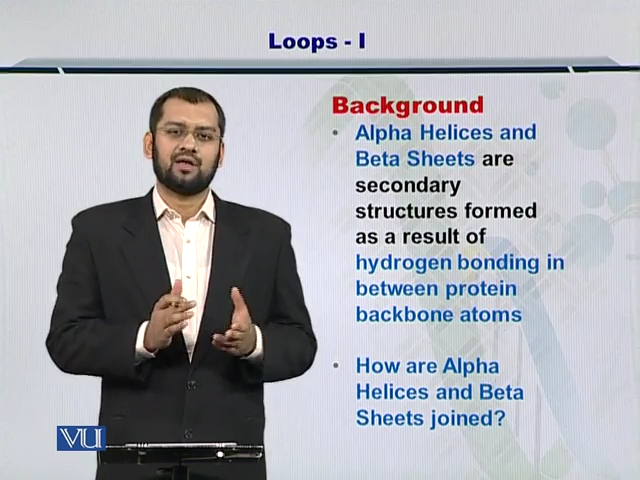 Loops - I
Background
• Alpha Helices and
Beta Sheets are
secondary
structures formed
as a result of
hydrogen bonding in
between protein
backbone atoms
• How are Alpha
Helices and Beta
Sheets joined?
VU